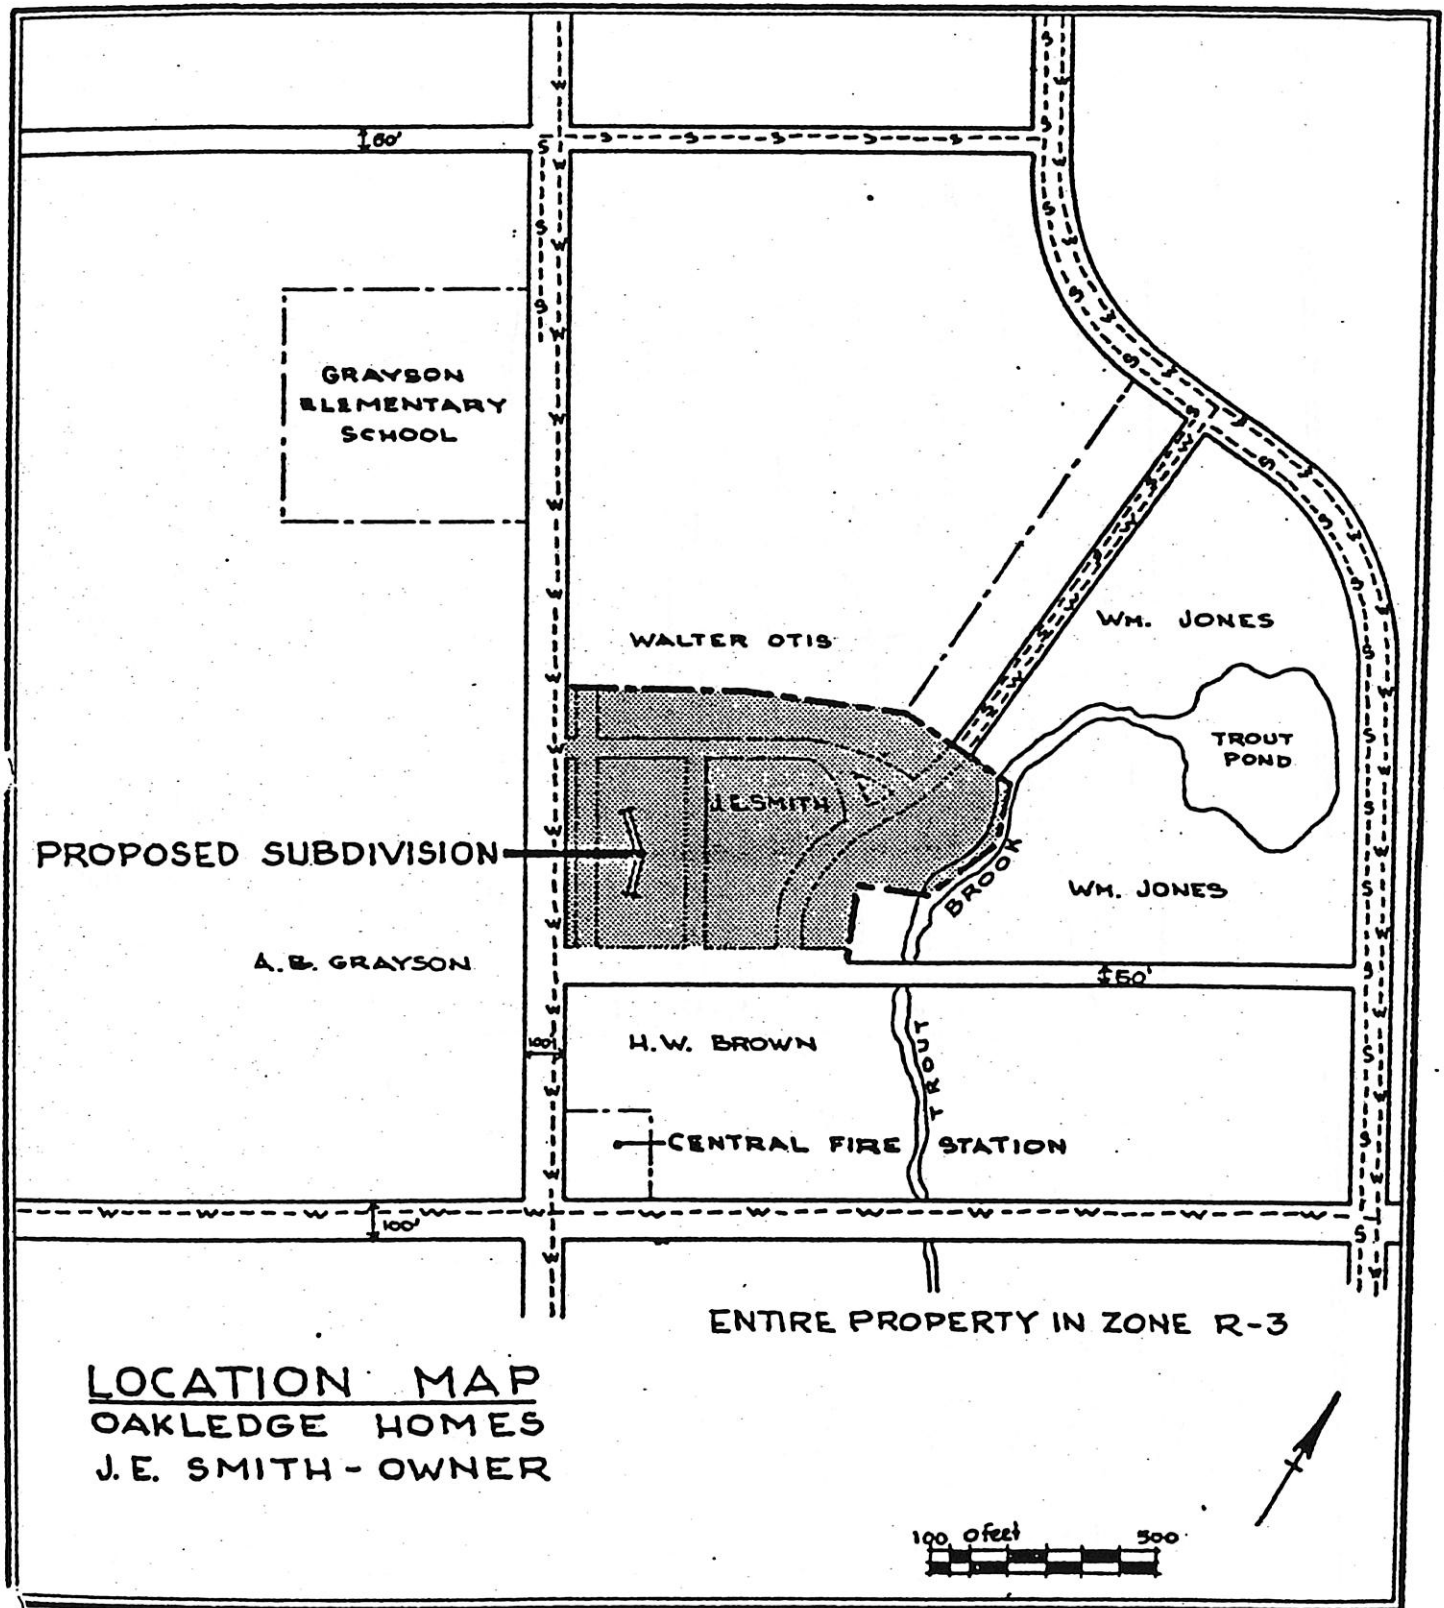 60'
GRAYSON
ELEMENTARY
SCHOOL
WALTER OTIS
WM. JONES
TROUT
POND
J.E. SMITH
PROPOSED SUBDIVISION
BROOK
WM. JONES
A.B. GRAYSON
50'
100'
H.W. BROWN
TROUT
CENTRAL FIRE STATION
100'
ENTIRE PROPERTY IN ZONE R-3
LOCATION MAP
OAKLEDGE HOMES
J.E. SMITH - OWNER
100 0 feet 500